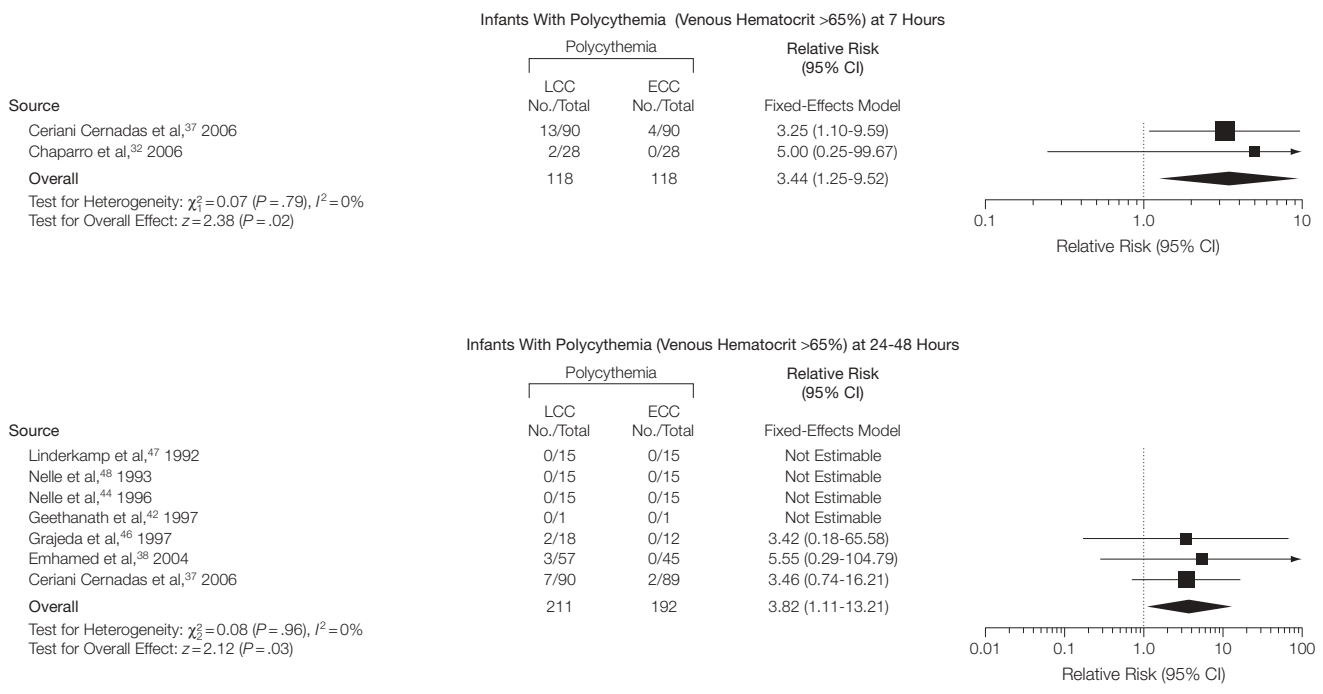 Infants With Polycythemia (Venous Hematocrit >65%) at 7 Hours
Polycythemia Relative Risk
(95% CI)
LCC ECC
Source No./Total No./Total Fixed-Effects Model
Ceriani Cernadas et al,37 2006 13/90 4/90 3.25 (1.10-9.59)
Chaparro et al,32 2006 2/28 0/28 5.00 (0.25-99.67)
Overall 118 118 3.44 (1.25-9.52)
Test for Heterogeneity: χ²₁=0.07 (P=.79), I²=0%
Test for Overall Effect: z=2.38 (P=.02)
0.1 1.0 10
Relative Risk (95% CI)
Infants With Polycythemia (Venous Hematocrit >65%) at 24-48 Hours
Polycythemia Relative Risk
(95% CI)
LCC ECC
Source No./Total No./Total Fixed-Effects Model
Linderkamp et al,47 1992 0/15 0/15 Not Estimable
Nelle et al,48 1993 0/15 0/15 Not Estimable
Nelle et al,44 1996 0/15 0/15 Not Estimable
Geethanath et al,42 1997 0/1 0/1 Not Estimable
Grajeda et al,46 1997 2/18 0/12 3.42 (0.18-65.58)
Emhamed et al,38 2004 3/57 0/45 5.55 (0.29-104.79)
Ceriani Cernadas et al,37 2006 7/90 2/89 3.46 (0.74-16.21)
Overall 211 192 3.82 (1.11-13.21)
Test for Heterogeneity: χ²₂=0.08 (P=.96), I²=0%
Test for Overall Effect: z=2.12 (P=.03)
0.01 0.1 1.0 10 100
Relative Risk (95% CI)